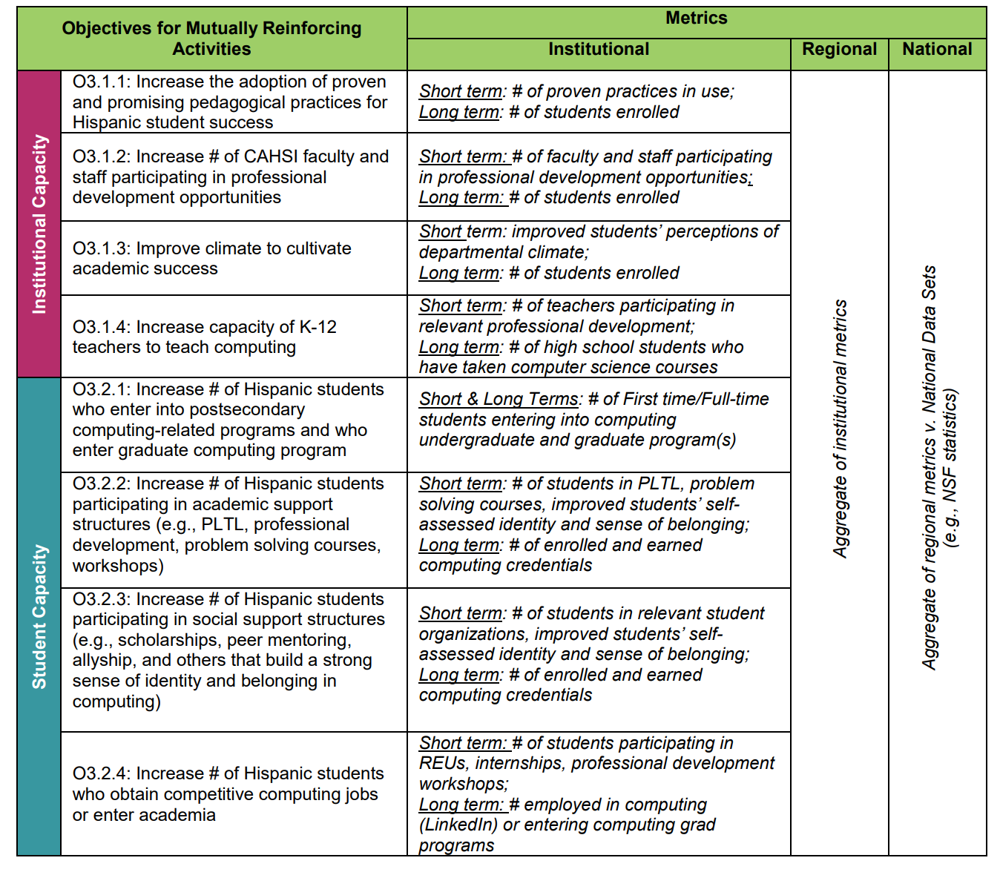 Objectives for Mutually Reinforcing
Activities
Metrics
Institutional
Regional
National
Institutional Capacity
O3.1.1: Increase the adoption of proven
and promising pedagogical practices for
Hispanic student success
Short term: # of proven practices in use;
Long term: # of students enrolled
O3.1.2: Increase # of CAHSI faculty and
staff participating in professional
development opportunities
Short term: # of faculty and staff participating
in professional development opportunities;
Long term: # of students enrolled
O3.1.3: Improve climate to cultivate
academic success
Short term: improved students’ perceptions of
departmental climate;
Long term: # of students enrolled
O3.1.4: Increase capacity of K-12
teachers to teach computing
Short term: # of teachers participating in
relevant professional development;
Long term: # of high school students who
have taken computer science courses
Student Capacity
O3.2.1: Increase # of Hispanic students
who enter into postsecondary
computing-related programs and who
enter graduate computing program
Short & Long Terms: # of First time/Full-time
students entering into computing
undergraduate and graduate program(s)
O3.2.2: Increase # of Hispanic students
participating in academic support
structures (e.g., PLTL, professional
development, problem solving courses,
workshops)
Short term: # of students in PLTL, problem
solving courses, improved students’ self-
assessed identity and sense of belonging;
Long term: # of enrolled and earned
computing credentials
O3.2.3: Increase # of Hispanic students
participating in social support structures
(e.g., scholarships, peer mentoring,
allyship, and others that build a strong
sense of identity and belonging in
computing)
Short term: # of students in relevant student
organizations, improved students’ self-
assessed identity and sense of belonging;
Long term: # of enrolled and earned
computing credentials
O3.2.4: Increase # of Hispanic students
who obtain competitive computing jobs
or enter academia
Short term: # of students participating in
REUs, internships, professional development
workshops;
Long term: # employed in computing
(LinkedIn) or entering computing grad
programs
Aggregate of institutional metrics
Aggregate of regional metrics v. National Data Sets
(e.g., NSF statistics)